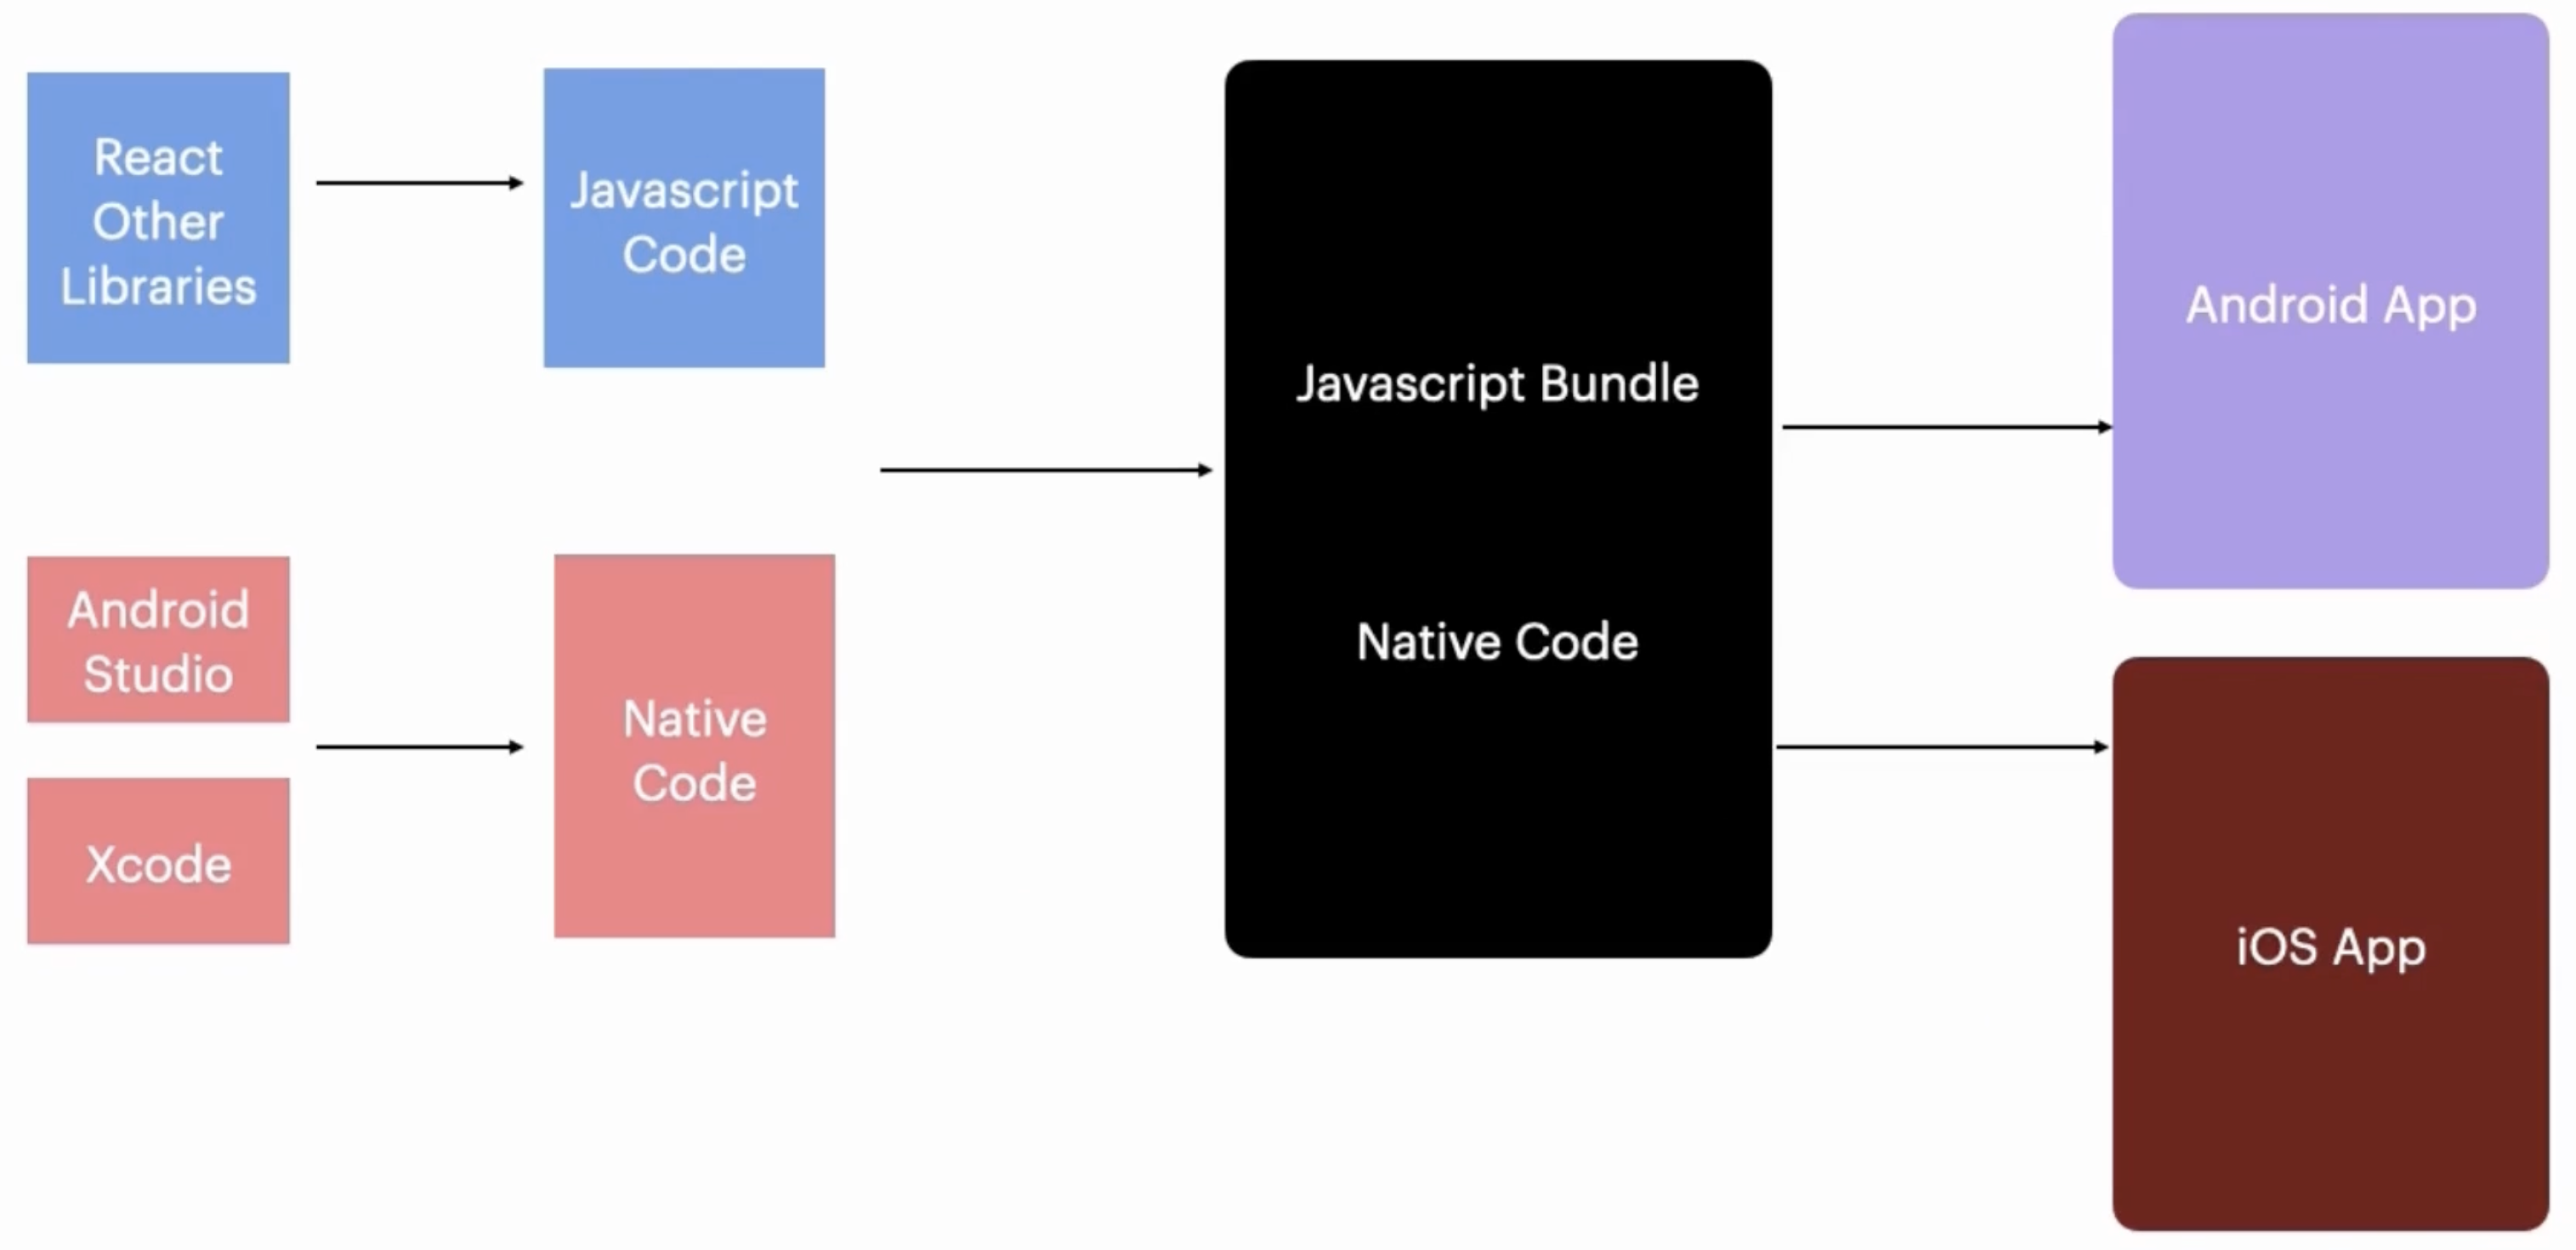 React
Other
Libraries
Javascript
Code
Android
Studio
Xcode
Native
Code
Javascript Bundle
Native Code
Android App
iOS App